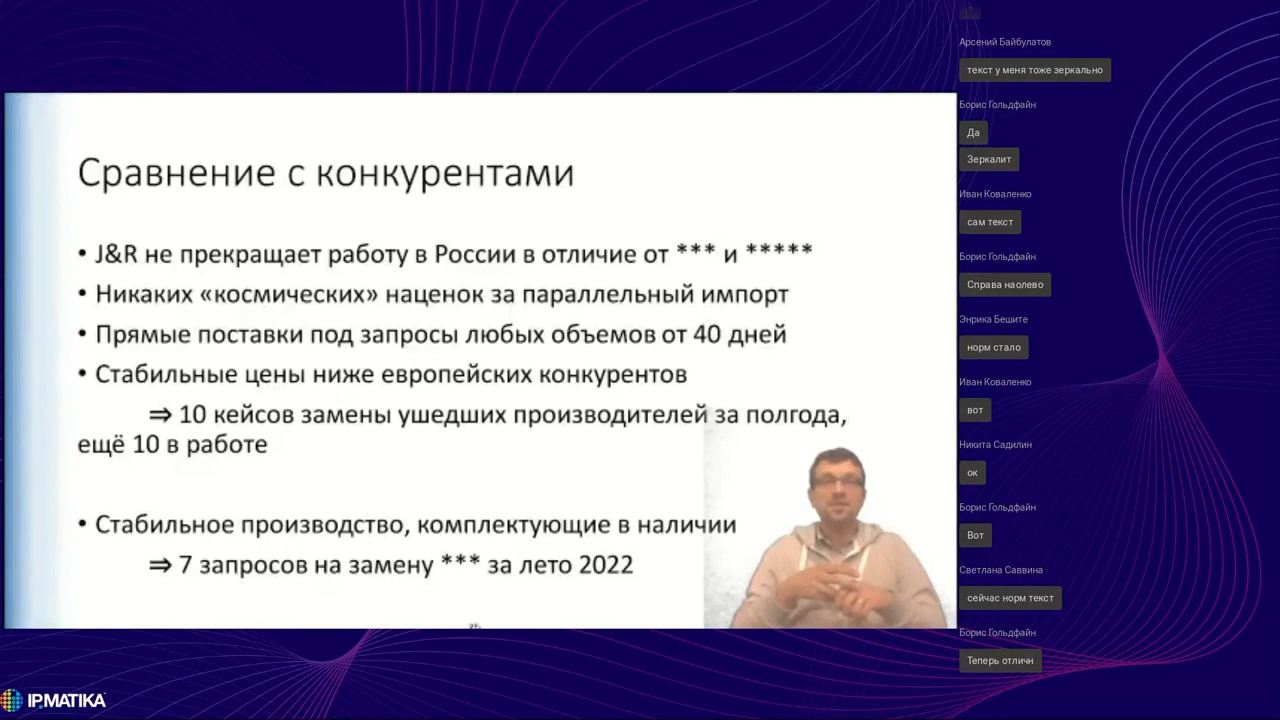 Сравнение с конкурентами
• J&R не прекращает работу в России в отличие от *** и *****
• Никаких «космических» наценок за параллельный импорт
• Прямые поставки под запросы любых объемов от 40 дней
• Стабильные цены ниже европейских конкурентов
⇒ 10 кейсов замены ушедших производителей за полгода,
ещё 10 в работе
• Стабильное производство, комплектующие в наличии
⇒ 7 запросов на замену *** за лето 2022
IPMATIKA
Арсений Байбулатов
текст у меня тоже зеркально
Борис Гольдфайн
Да
Зеркалит
Иван Коваленко
сам текст
Борис Гольдфайн
Справа наолево
Энрика Бешите
норм стало
Иван Коваленко
вот
Никита Садилин
ок
Борис Гольдфайн
Вот
Светлана Саввина
сейчас норм текст
Борис Гольдфайн
Теперь отличн